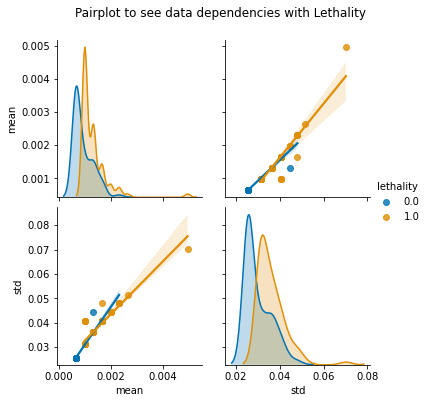 Pairplot to see data dependencies with Lethality
0.005
0.004
0.003
0.002
0.001
mean
lethality
0.0
1.0
0.08
0.07
0.06
0.05
0.04
0.03
std
0.000 0.002 0.004
mean
0.02 0.04 0.06 0.08
std